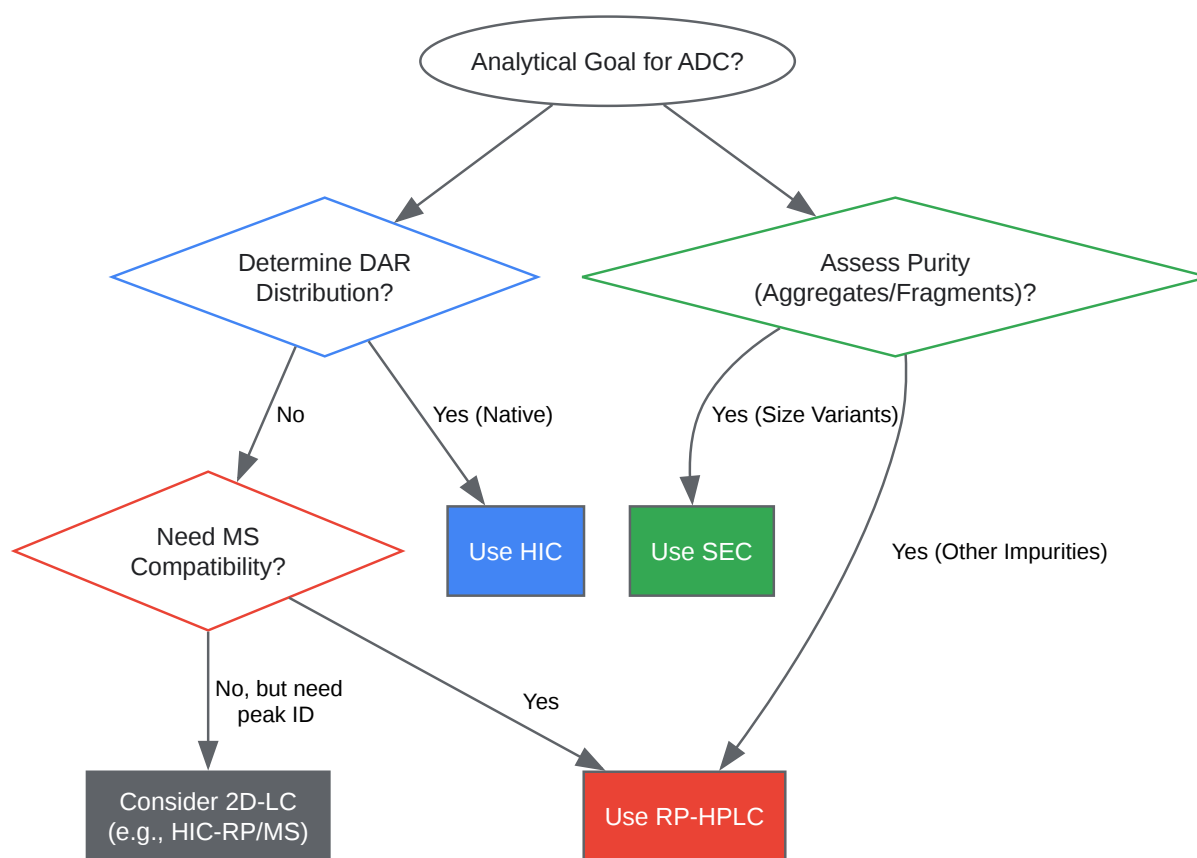 Analytical Goal for ADC?
Determine DAR
Distribution?
Assess Purity
(Aggregates/Fragments)?
No
Yes (Native)
Yes (Size Variants)
Need MS
Compatibility?
Use HIC
Use SEC
Yes (Other Impurities)
No, but need
peak ID
Yes
Consider 2D-LC
(e.g., HIC-RP/MS)
Use RP-HPLC